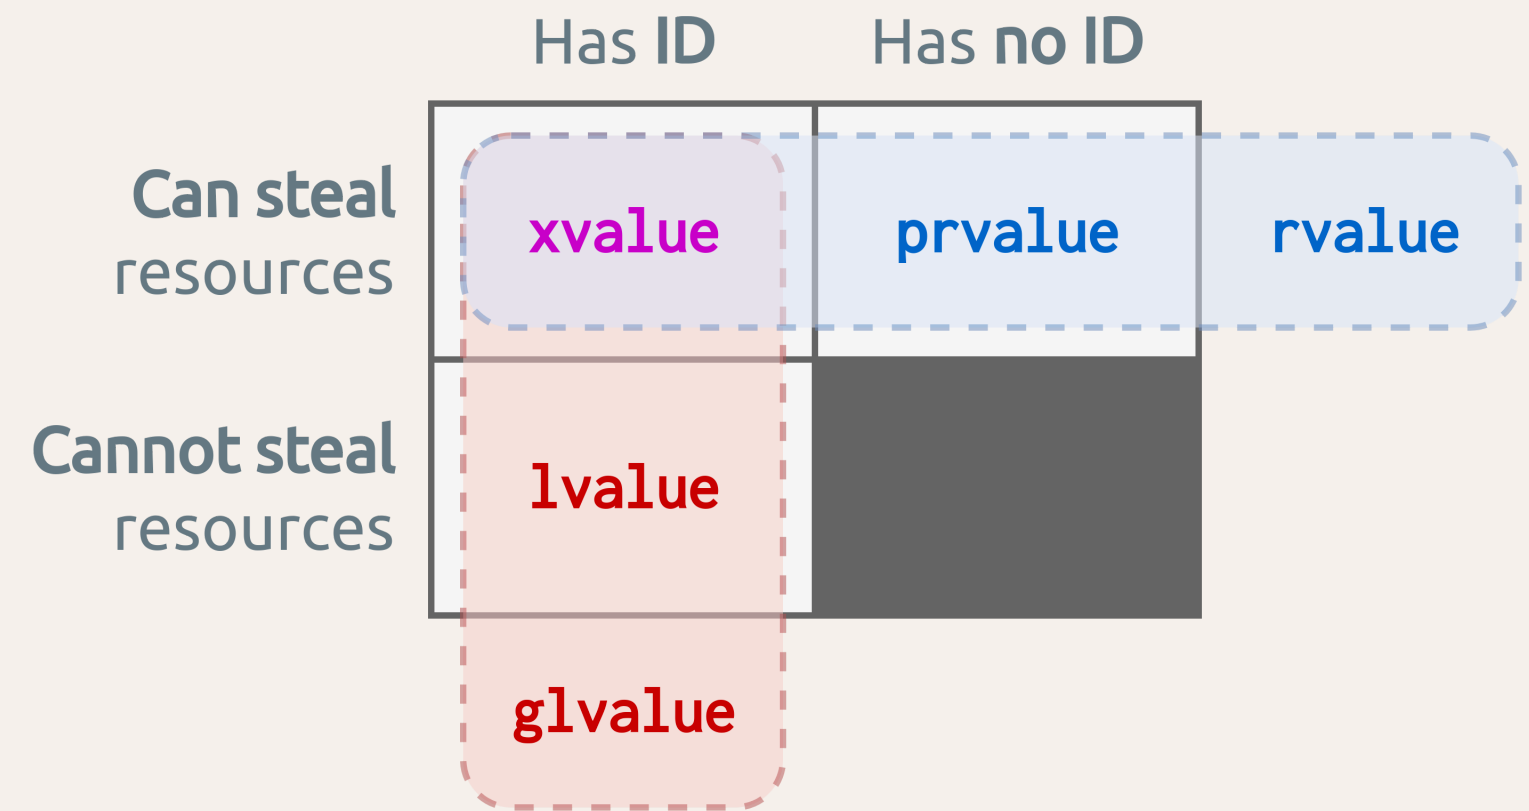 Has ID
Has no ID
Can steal
resources
xvalue
prvalue
rvalue
Cannot steal
resources
lvalue
glvalue